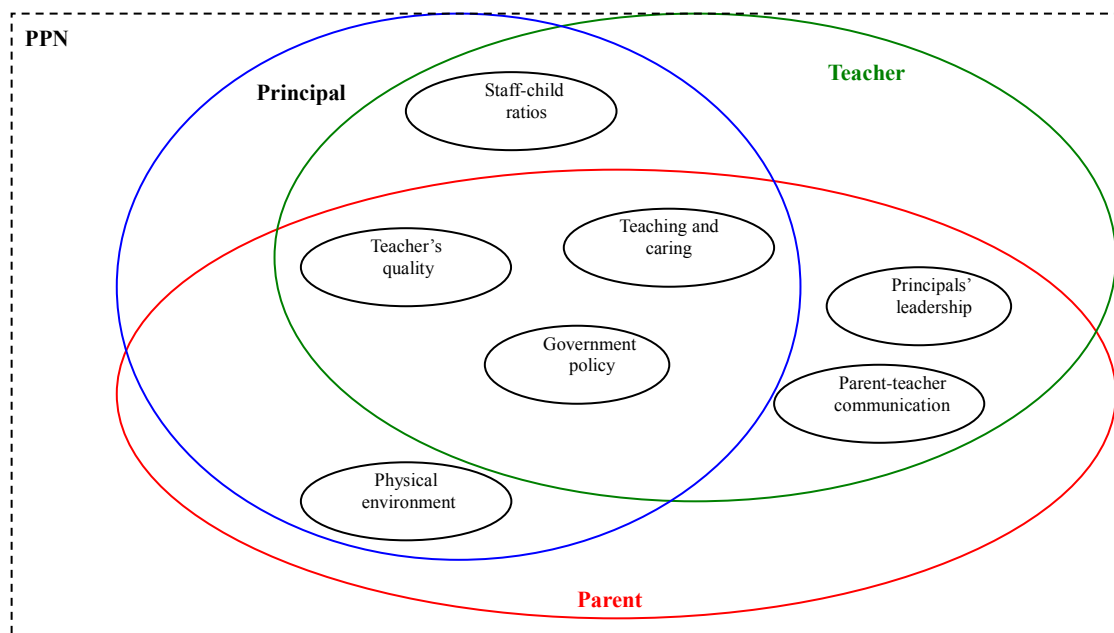 PPN
Teacher
Principal
Staff-child
ratios
Teacher’s
quality
Teaching and
caring
Principals’
leadership
Government
policy
Parent-teacher
communication
Physical
environment
Parent